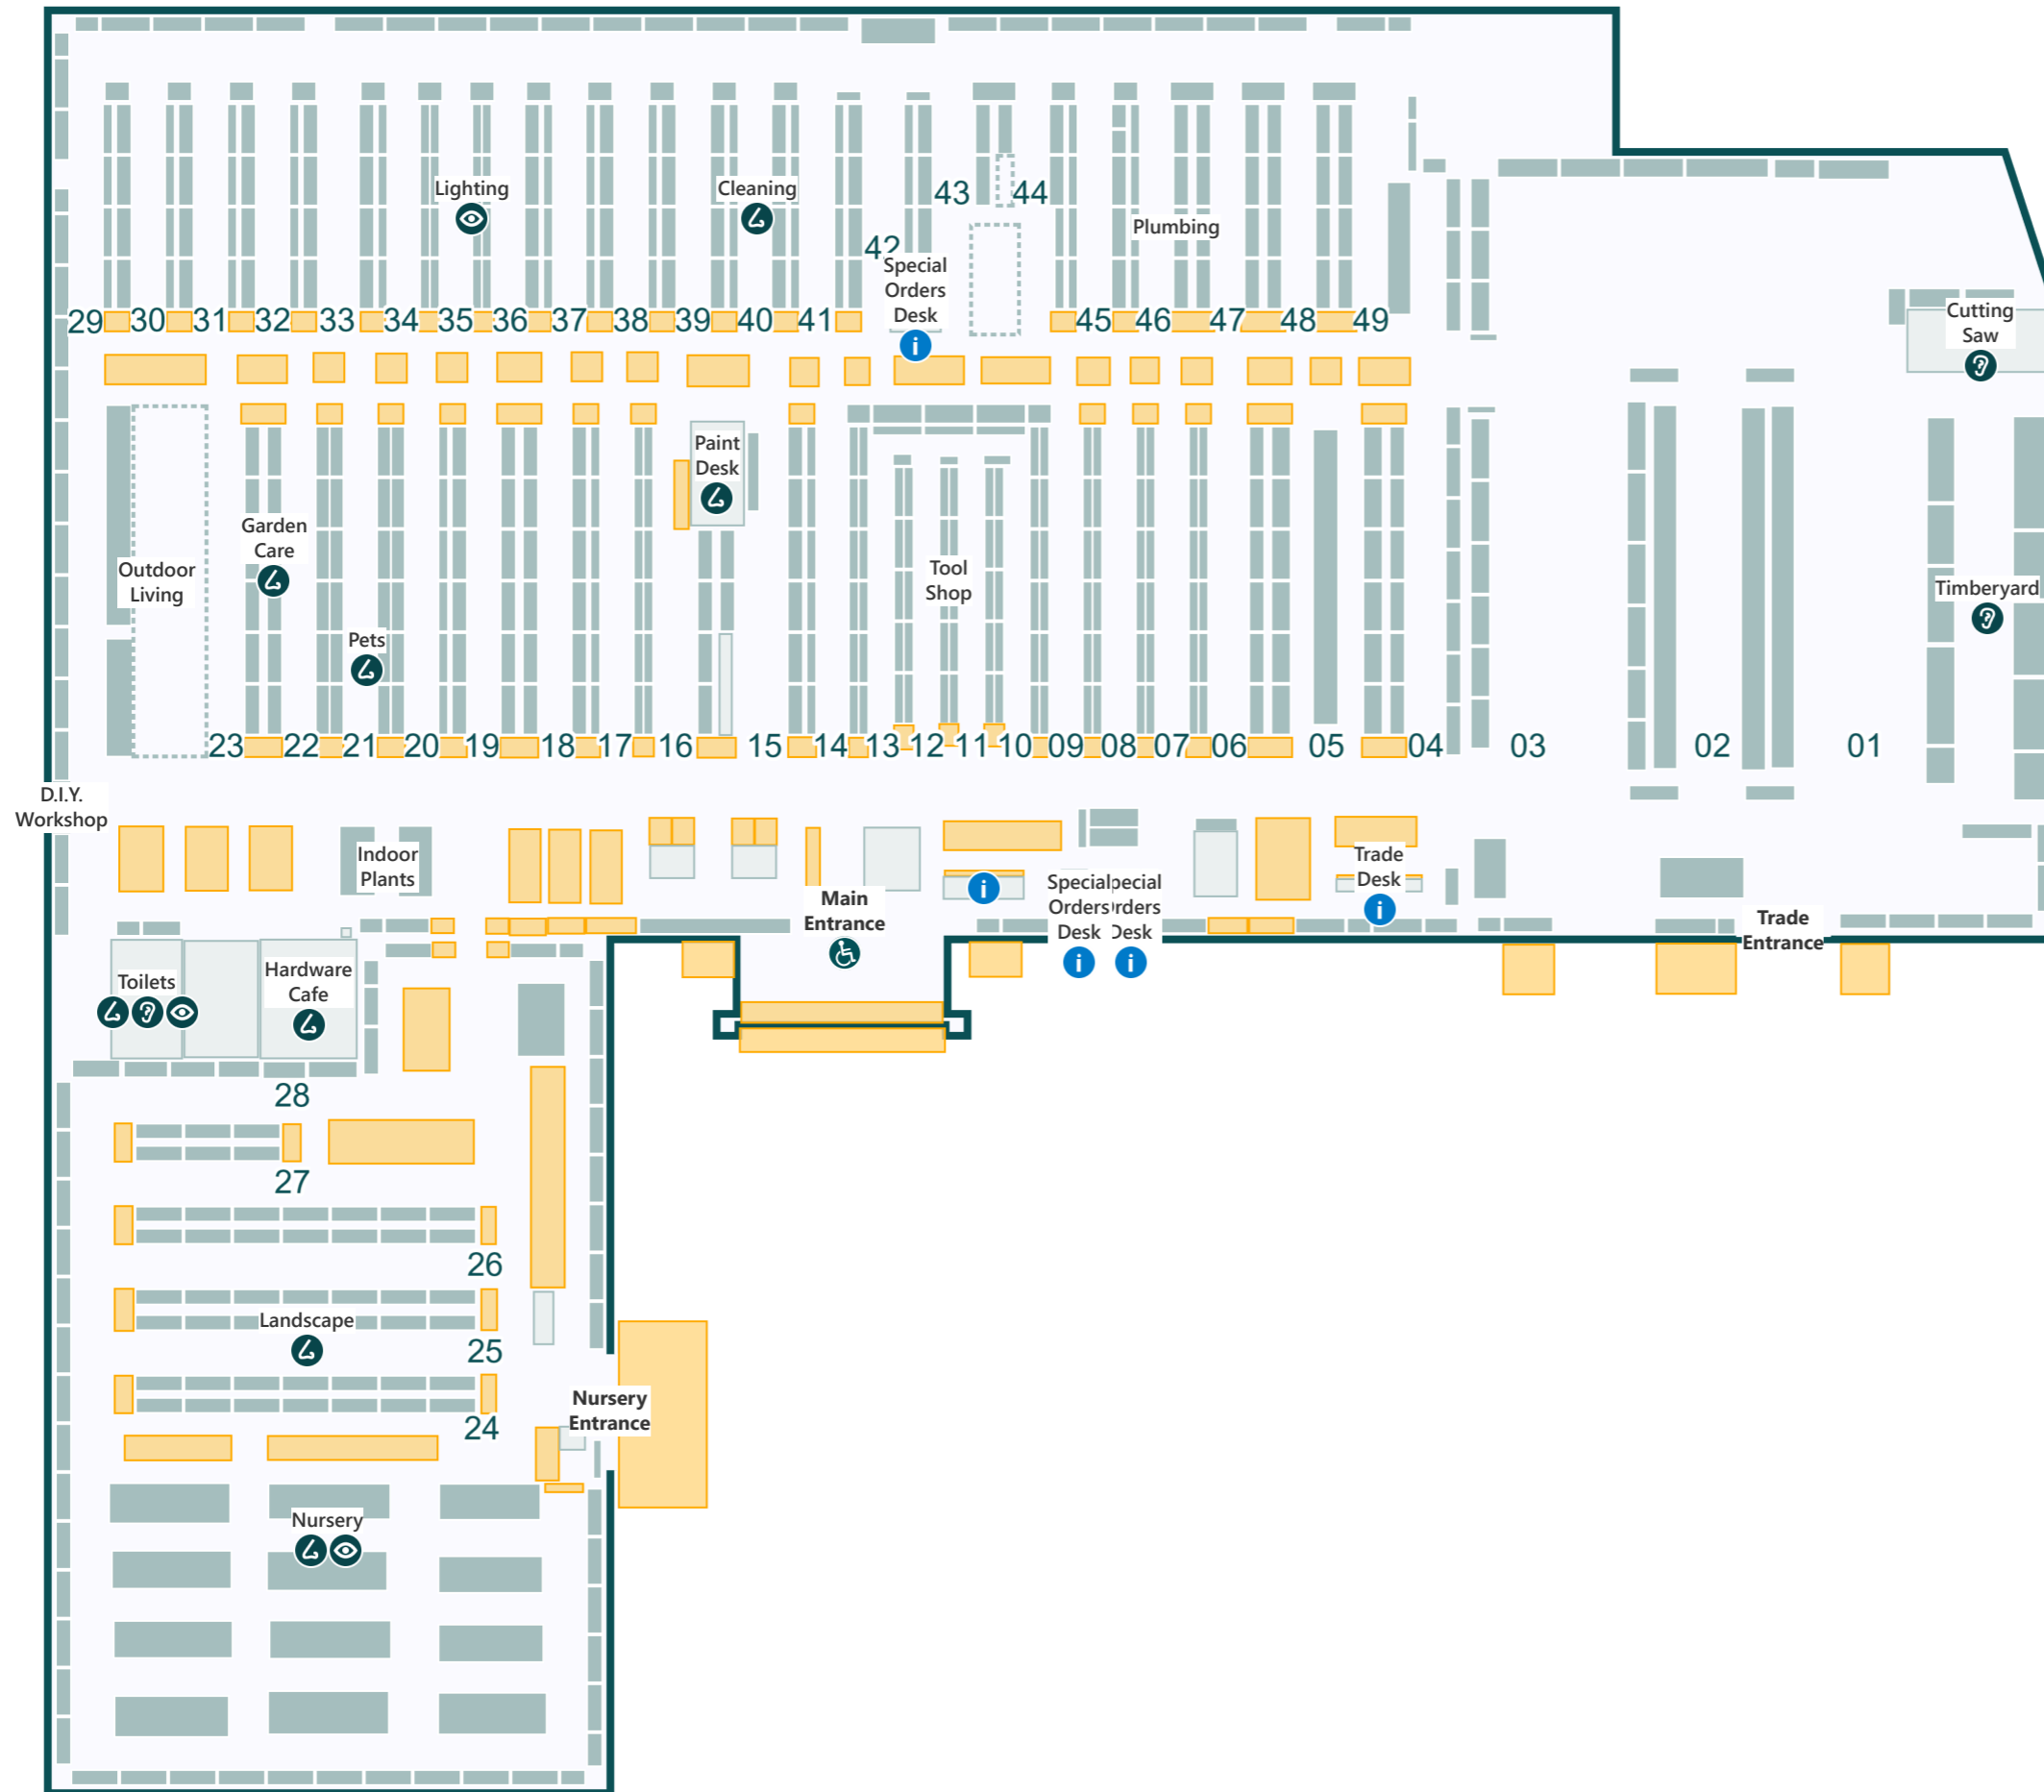 Lighting
Cleaning
43
44
Plumbing
42
Special
Orders
Desk
i
29
30
31
32
33
34
35
36
37
38
39
40
41
45
46
47
48
49
Cutting
Saw
Paint
Desk
Garden
Care
Outdoor
Living
Tool
Shop
Timberyard
Pets
23
22
21
20
19
18
17
16
15
14
13
12
11
10
09
08
07
06
05
04
03
02
01
D.I.Y.
Workshop
Indoor
Plants
Main
Entrance
i
Special
Orders
Desk
i
pecial
rders
Desk
i
Trade
Desk
i
Trade
Entrance
Toilets
Hardware
Cafe
28
27
26
Landscape
25
Nursery
Entrance
24
Nursery